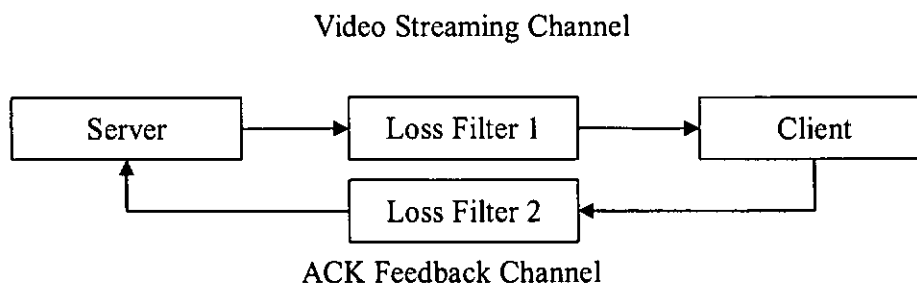 Video Streaming Channel
Server
Loss Filter 1
Client
Loss Filter 2
ACK Feedback Channel